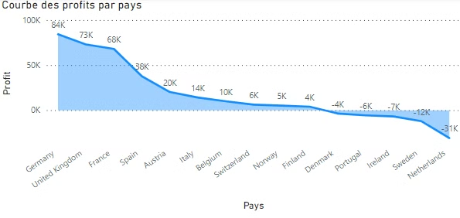 Courbe des profits par pays
100K
50K
0K
Profit
84K
73K
68K
38K
20K
14K
10K
6K
5K
4K
-4K
-6K
-7K
-12K
-31K
Germany
United Kingdom
France
Spain
Austria
Italy
Belgium
Switzerland
Norway
Finland
Denmark
Portugal
Ireland
Sweden
Netherlands
Pays